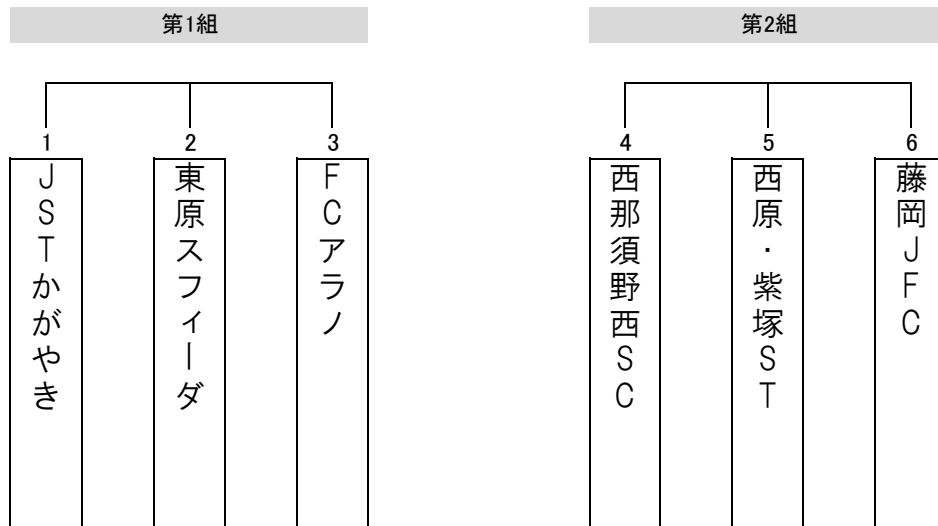 第1組
第2組
1
2
3
4
5
6
JSTかがやき
東原スフィーダ
FCアラノ
西那須野西SC
西原・紫塚ST
藤岡JFC